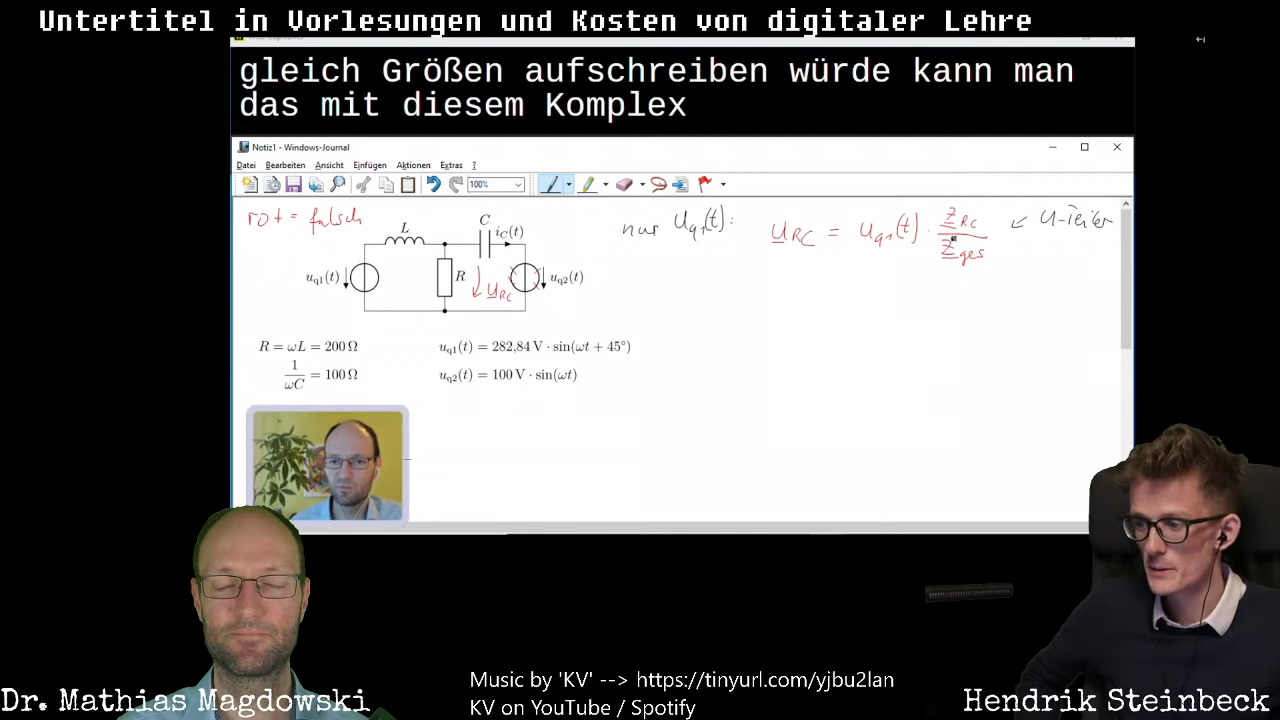 Untertitel in Vorlesungen und Kosten von digitaler Lehre
gleich Größen aufschreiben würde kann man
das mit diesem Komplex
Notiz1 - Windows-Journal
Datei Bearbeiten Ansicht Einfügen Aktionen Extras ?
100%
rot = falsch
nur u_q1(t):
U_RC = u_q1(t) · Z_RC / Z_ges
↙ U-Teiler
L
C
i_C(t)
u_q1(t)
R
U_RC
u_q2(t)
R = ωL = 200 Ω
u_q1(t) = 282,84 V · sin(ωt + 45°)
1/ωC = 100 Ω
u_q2(t) = 100 V · sin(ωt)
Music by 'KV' --> https://tinyurl.com/yjbu2lan
KV on YouTube / Spotify
Dr. Mathias Magdowski
Hendrik Steinbeck